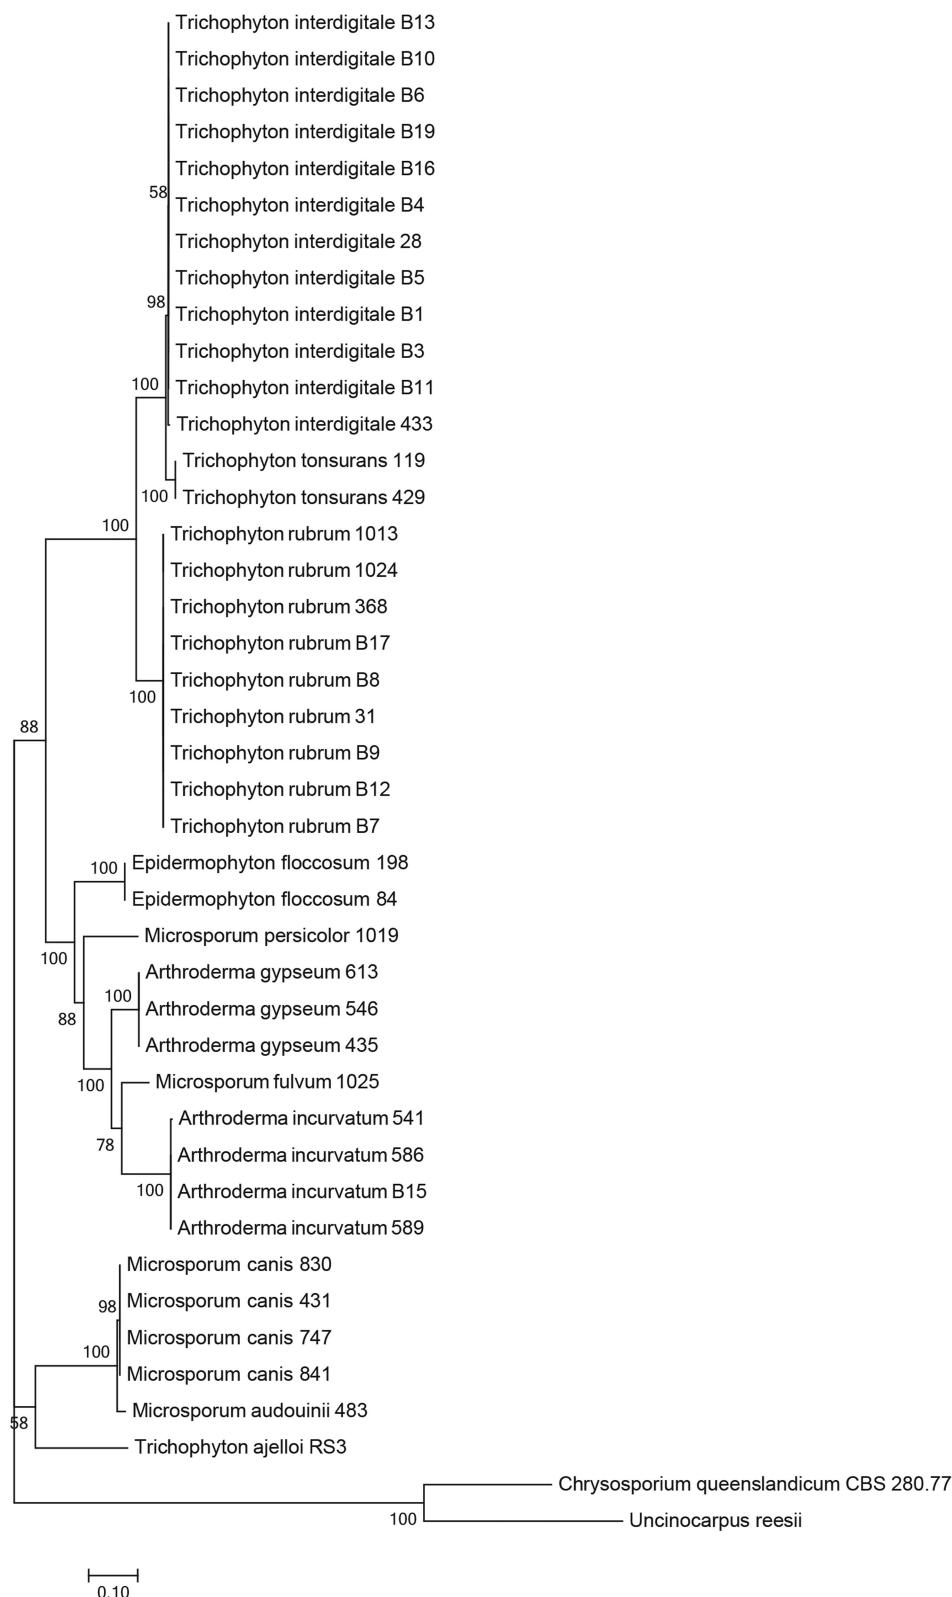 Trichophyton interdigitale B13
Trichophyton interdigitale B10
Trichophyton interdigitale B6
Trichophyton interdigitale B19
Trichophyton interdigitale B16
58
Trichophyton interdigitale B4
Trichophyton interdigitale 28
Trichophyton interdigitale B5
98
Trichophyton interdigitale B1
Trichophyton interdigitale B3
100
Trichophyton interdigitale B11
Trichophyton interdigitale 433
Trichophyton tonsurans 119
100
Trichophyton tonsurans 429
100
Trichophyton rubrum 1013
Trichophyton rubrum 1024
Trichophyton rubrum 368
Trichophyton rubrum B17
Trichophyton rubrum B8
100
Trichophyton rubrum 31
88
Trichophyton rubrum B9
Trichophyton rubrum B12
Trichophyton rubrum B7
100
Epidermophyton floccosum 198
Epidermophyton floccosum 84
Microsporum persicolor 1019
100
Arthroderma gypseum 613
100
Arthroderma gypseum 546
88
Arthroderma gypseum 435
100
Microsporum fulvum 1025
Arthroderma incurvatum 541
78
Arthroderma incurvatum 586
100
Arthroderma incurvatum B15
Arthroderma incurvatum 589
Microsporum canis 830
98
Microsporum canis 431
Microsporum canis 747
100
Microsporum canis 841
Microsporum audouinii 483
58
Trichophyton ajelloi RS3
Chrysosporium queenslandicum CBS 280.77
100
Uncinocarpus reesii
0.10